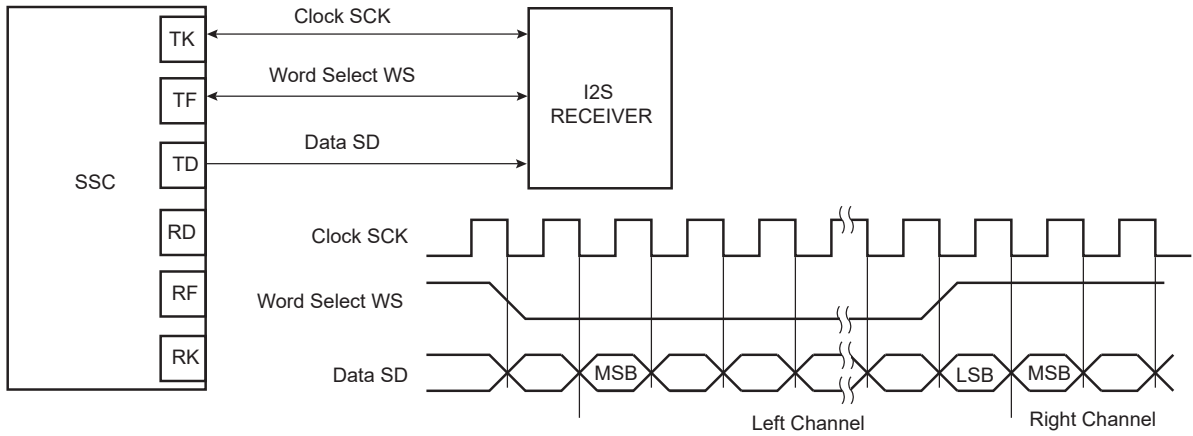 Clock SCK
TK
Word Select WS
TF
I2S
RECEIVER
Data SD
TD
SSC
RD
RF
RK
Clock SCK
Word Select WS
Data SD
MSB
LSB
MSB
Left Channel
Right Channel